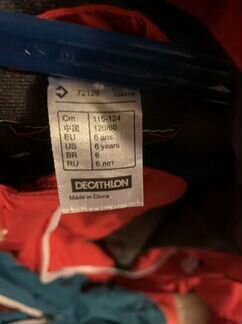 72129
Cm 115-124
中国 120/60
EU 6 ans
US 6 years
BR 6
RU 6 лет
DECATHLON
Made in China